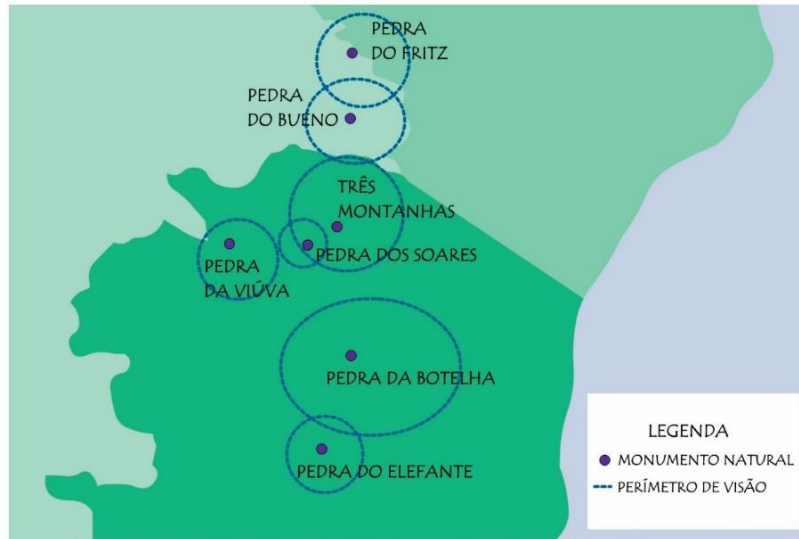 PEDRA
DO FRITZ
PEDRA
DO BUENO
TRÊS
MONTANHAS
PEDRA DOS SOARES
PEDRA
DA VIÚVA
PEDRA DA BOTELHA
PEDRA DO ELEFANTE
LEGENDA
MONUMENTO NATURAL
PERÍMETRO DE VISÃO